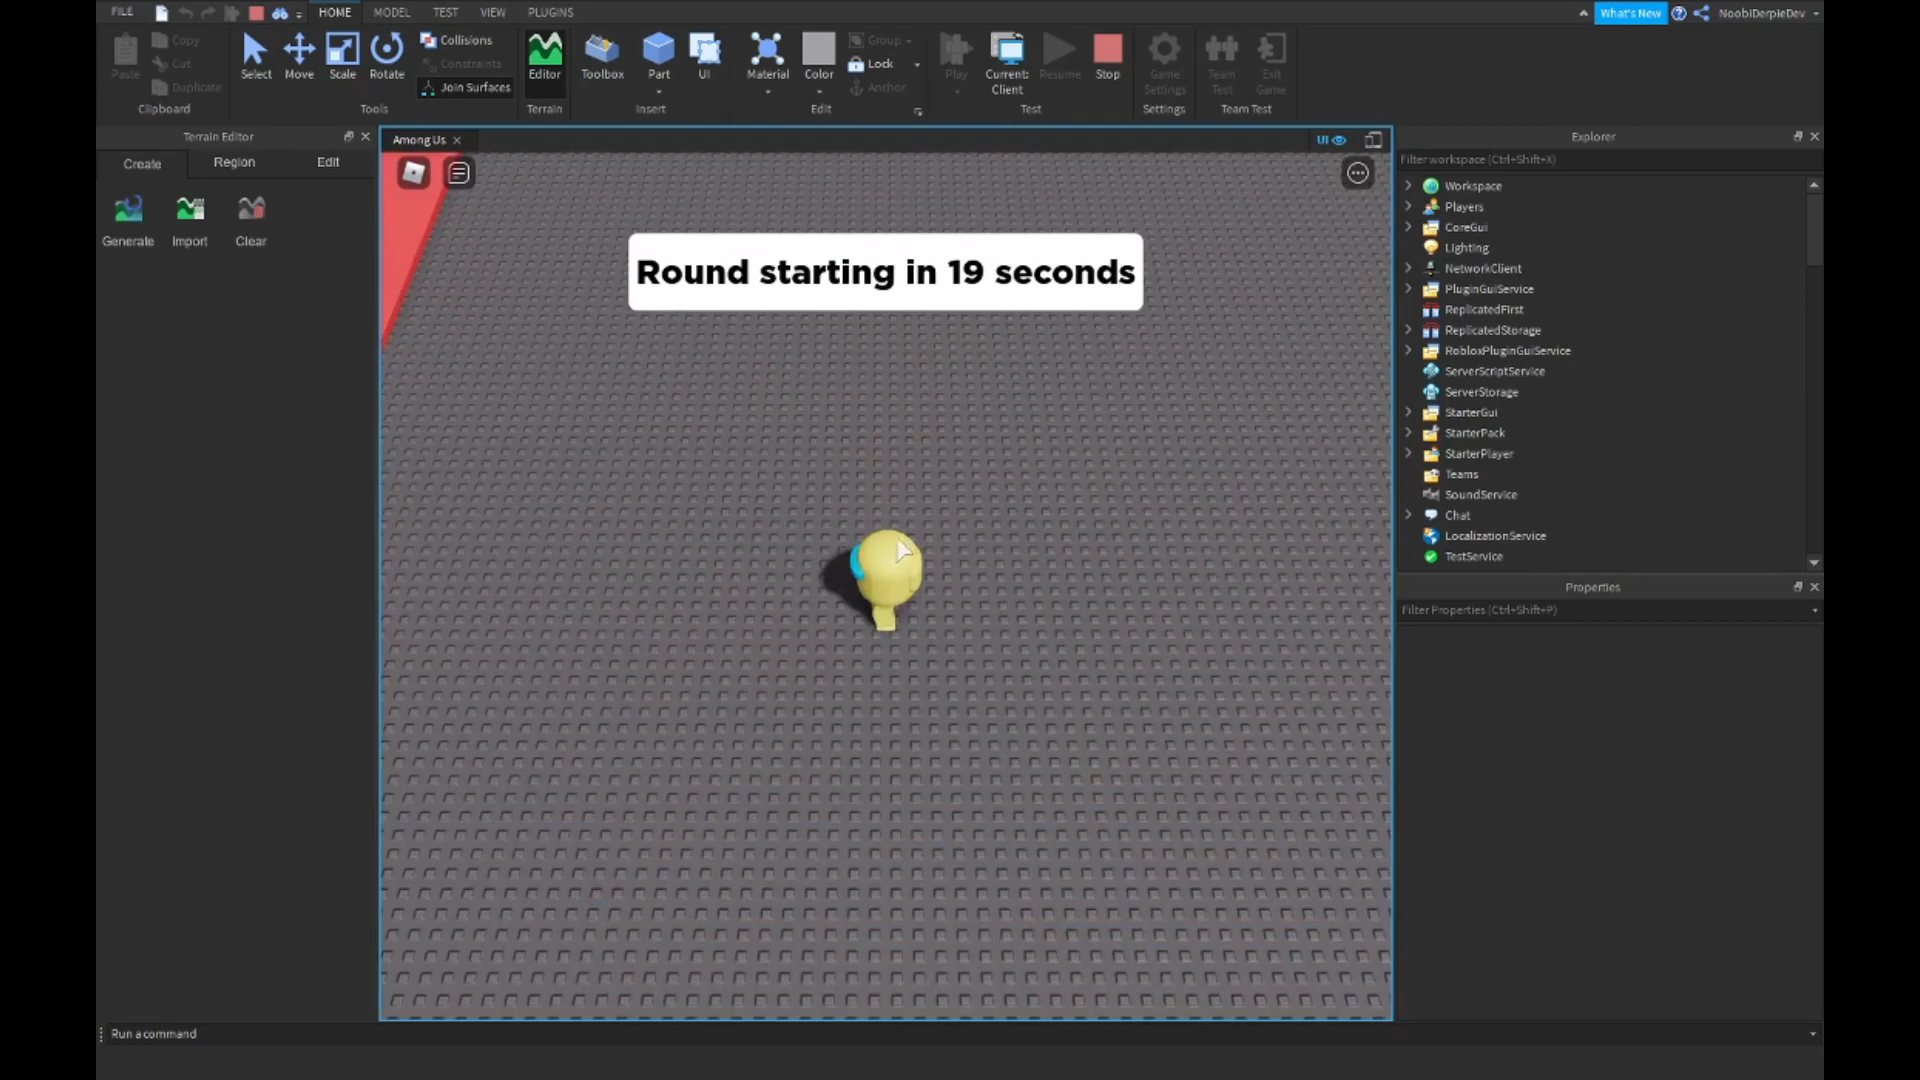 FILE HOME MODEL TEST VIEW PLUGINS What's New NoobiDerpieDev
Copy
Cut
Duplicate
Paste
Clipboard
Select Move Scale Rotate
Collisions
Constraints
Join Surfaces
Tools
Editor
Terrain
Toolbox Part UI
Insert
Material Color
Group
Lock
Anchor
Edit
Play Current: Client Resume Stop
Test
Game Settings
Settings
Team Test Exit Game
Team Test
Terrain Editor
Create Region Edit
Generate Import Clear
Among Us
UI
Round starting in 19 seconds
Explorer
Filter workspace (Ctrl+Shift+X)
Workspace
Players
CoreGui
Lighting
NetworkClient
PluginGuiService
ReplicatedFirst
ReplicatedStorage
RobloxPluginGuiService
ServerScriptService
ServerStorage
StarterGui
StarterPack
StarterPlayer
Teams
SoundService
Chat
LocalizationService
TestService
Properties
Filter Properties (Ctrl+Shift+P)
Run a command